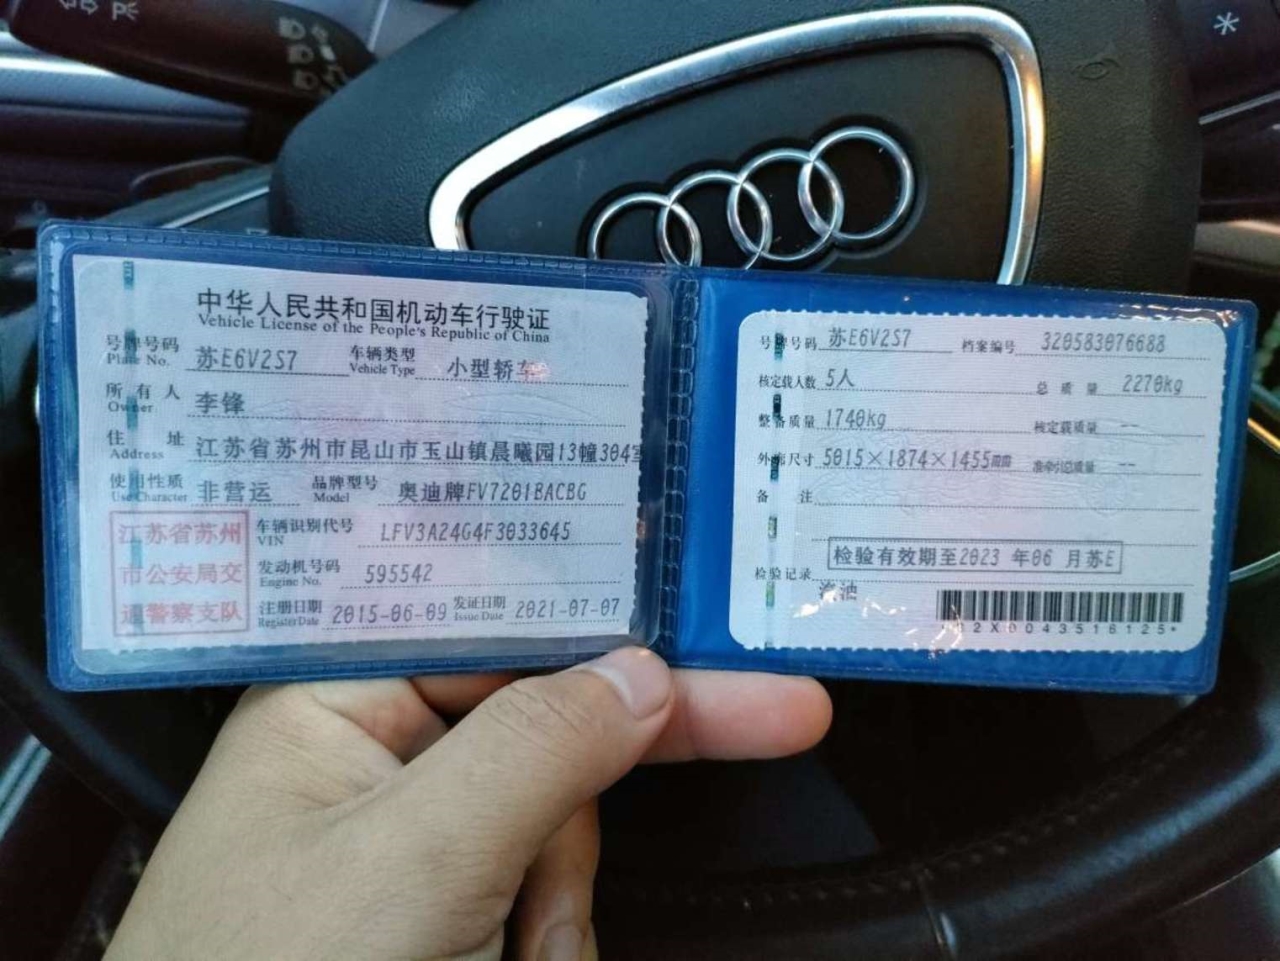 中华人民共和国机动车行驶证
Vehicle License of the People's Republic of China
号牌号码 苏E6V2S7 车辆类型 小型轿车
Plate No. Vehicle Type
所有人 李锋
Owner
住址 江苏省苏州市昆山市玉山镇晨曦园13幢304室
Address
使用性质 非营运 品牌型号 奥迪牌FV7201BACBG
Use Character Model
江苏省苏州
市公安局交
通警察支队
车辆识别代号 LFV3A24G4F3033645
VIN
发动机号码 595542
Engine No.
注册日期 2015-06-09 发证日期 2021-07-07
Register Date Issue Date
号牌号码 苏E6V2S7 档案编号 320583076688
核定载人数 5人 总质量 2270kg
整备质量 1740kg 核定载质量 --
外廓尺寸 5015×1874×1455mm 准牵引总质量 --
备注
检验有效期至2023 年06 月苏E
检验记录
汽油
*02X0043516125*